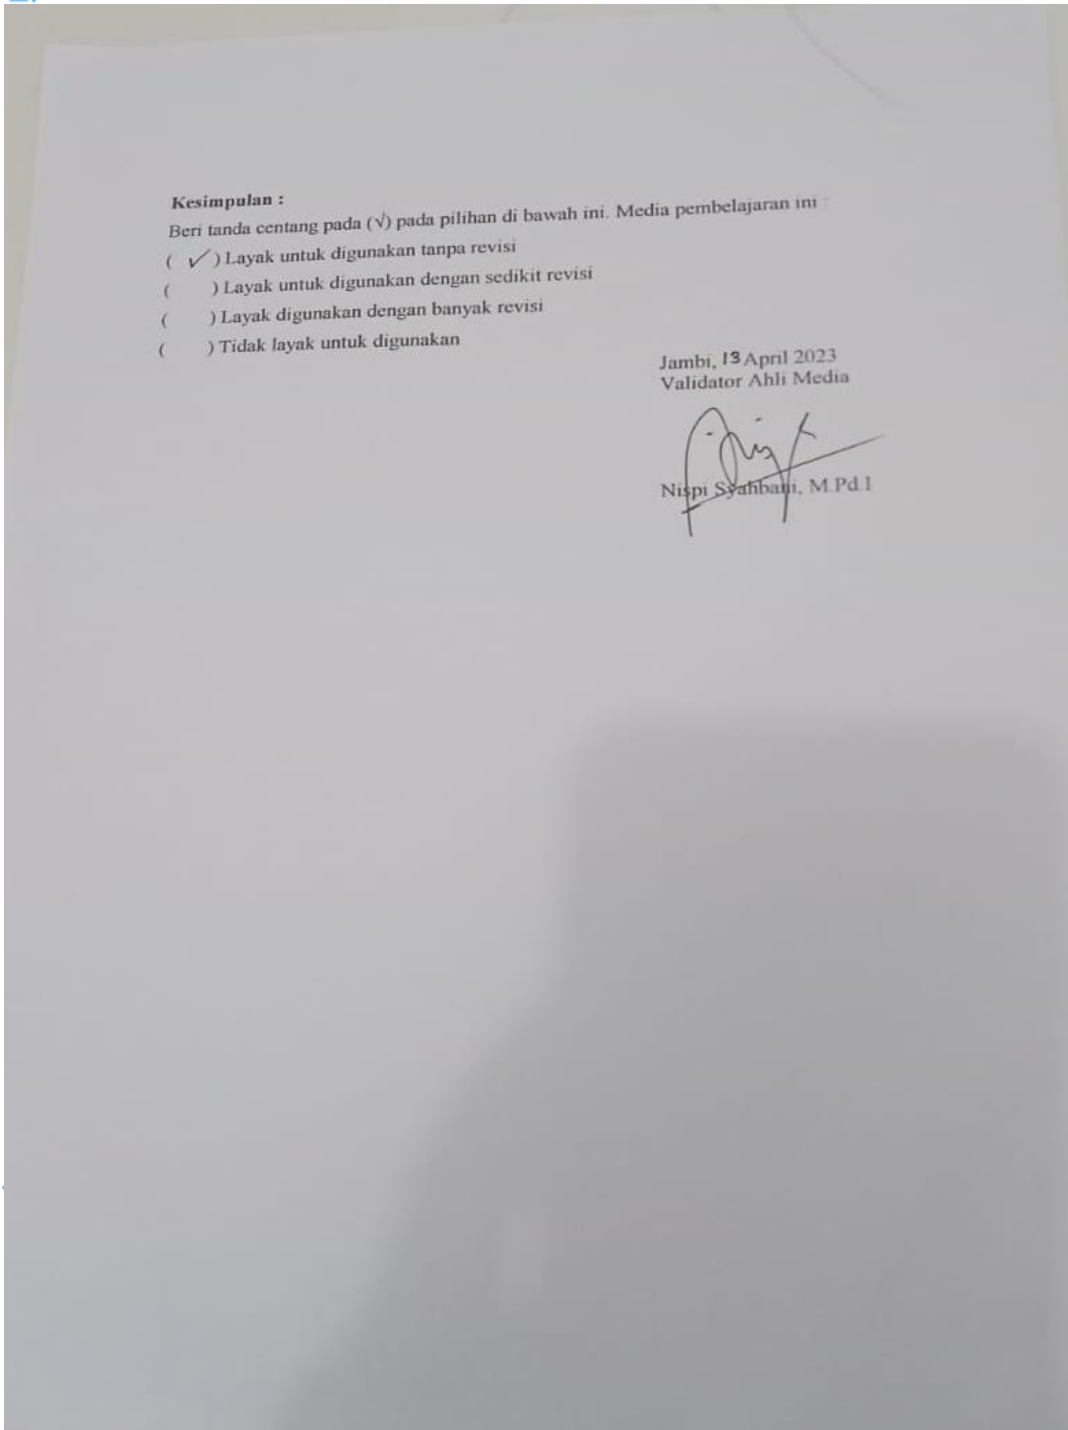 Kesimpulan :
Beri tanda centang pada (√) pada pilihan di bawah ini. Media pembelajaran ini :
( ✓ ) Layak untuk digunakan tanpa revisi
( ) Layak untuk digunakan dengan sedikit revisi
( ) Layak digunakan dengan banyak revisi
( ) Tidak layak untuk digunakan
Jambi, 13 April 2023
Validator Ahli Media
Nispi Syahbani, M.Pd.I